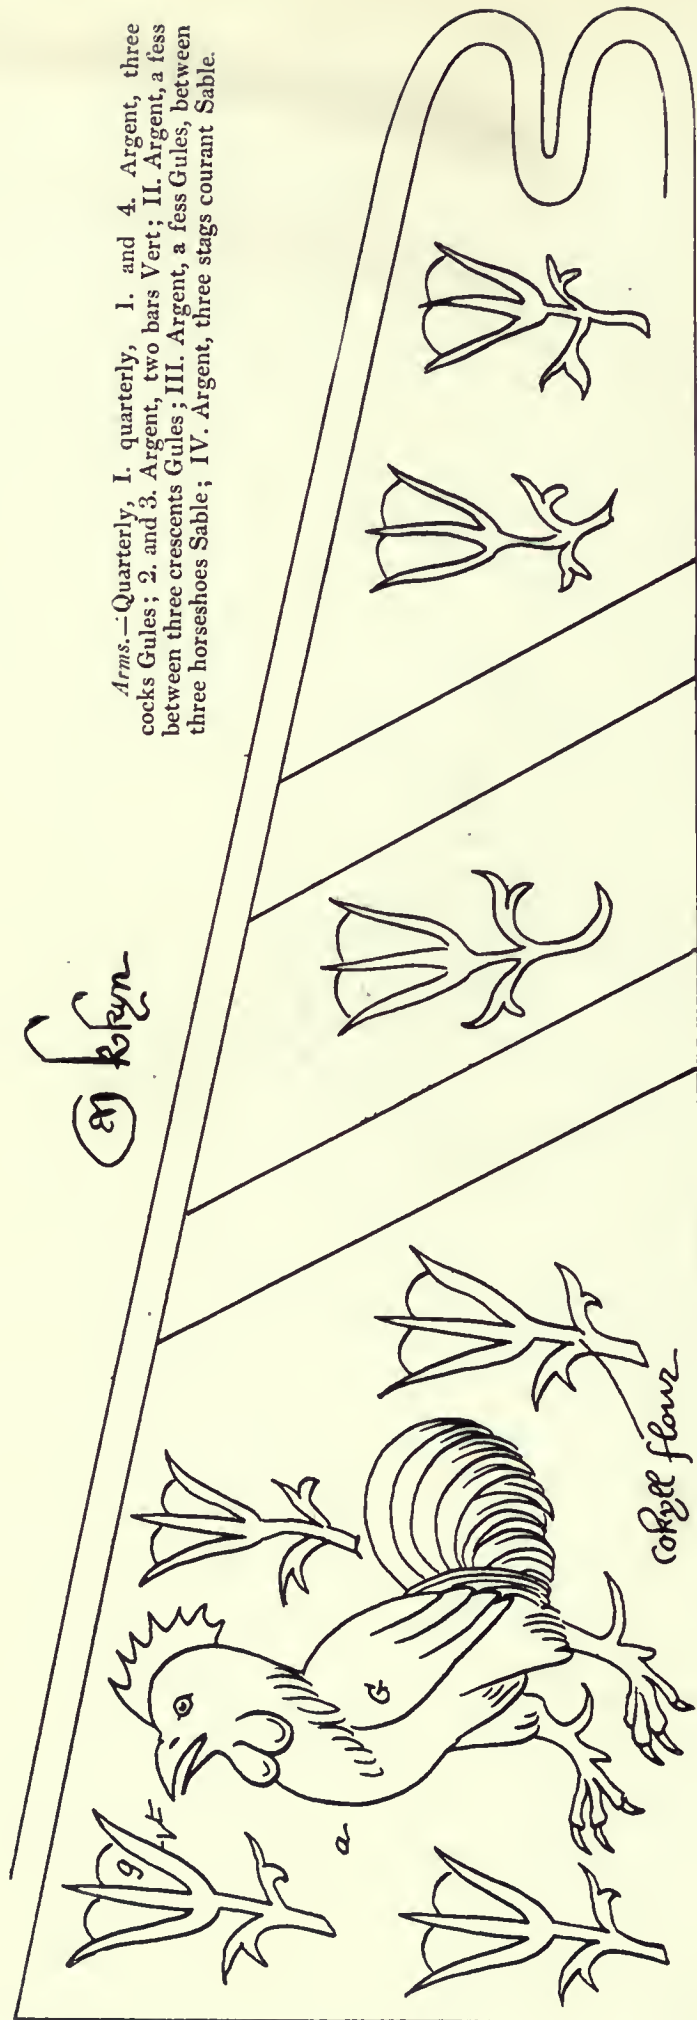 Arms.—Quarterly, I. quarterly, 1. and 4. Argent, three
cocks Gules; 2. and 3. Argent, two bars Vert; II. Argent, a fess
between three crescents Gules; III. Argent, a fess Gules, between
three horseshoes Sable; IV. Argent, three stags courant Sable.
kokyn
g
V
a
G
cokyll flour